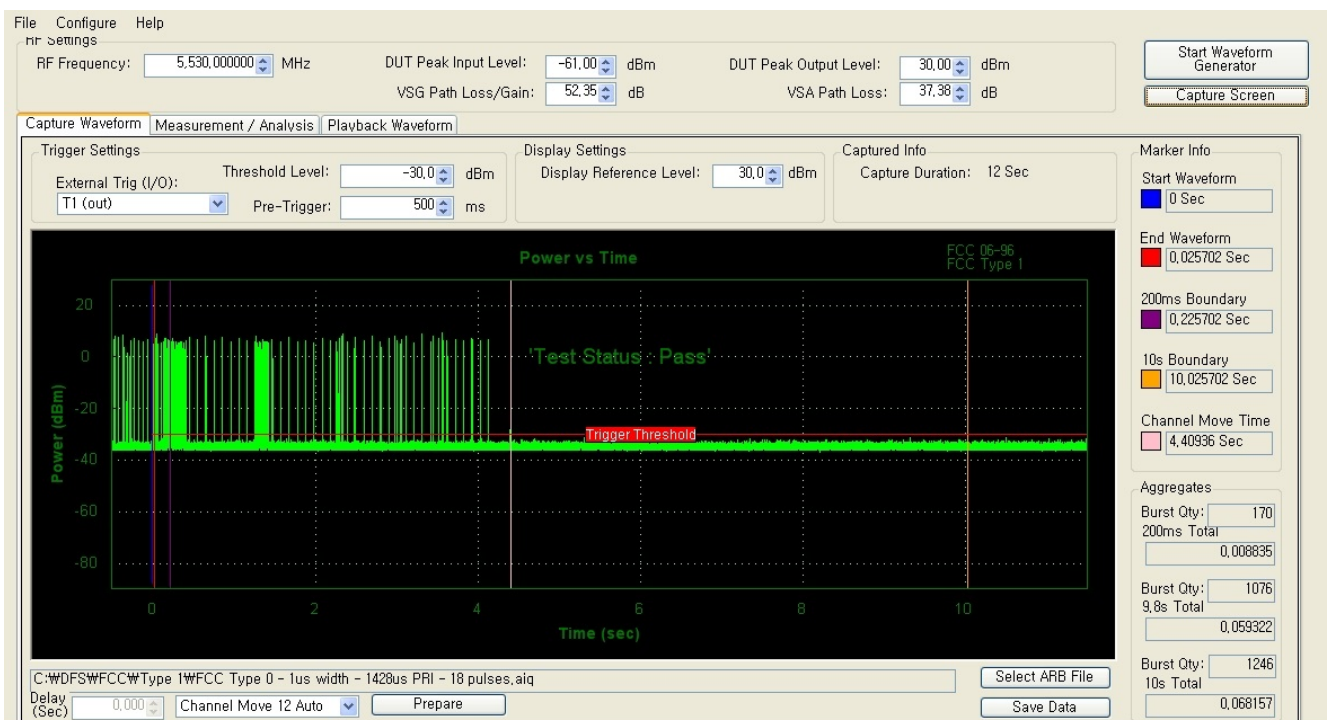 File Configure Help
RF Settings
RF Frequency: 5,530,000000 MHz DUT Peak Input Level: -61,00 dBm DUT Peak Output Level: 30,00 dBm Start Waveform Generator
VSG Path Loss/Gain: 52,35 dB VSA Path Loss: 37,38 dB Capture Screen
Capture Waveform Measurement / Analysis Playback Waveform
Trigger Settings Display Settings Captured Info Marker Info
External Trig (I/O): Threshold Level: -30,0 dBm Display Reference Level: 30,0 dBm Capture Duration: 12 Sec Start Waveform
T1 (out) Pre-Trigger: 500 ms 0 Sec
End Waveform
0,025702 Sec
200ms Boundary
0,225702 Sec
10s Boundary
10,025702 Sec
Channel Move Time
4,40936 Sec
Power vs Time
FCC 06-96
FCC Type 1
20
0
-20
-40
-60
-80
Power (dBm)
'Test Status : Pass'
Trigger Threshold
0 2 4 6 8 10
Time (sec)
Aggregates
Burst Qty: 170
200ms Total
0,008835
Burst Qty: 1076
9,8s Total
0,059322
Burst Qty: 1246
10s Total
0,068157
C:₩DFS₩FCC₩Type 1₩FCC Type 0 - 1us width - 1428us PRI - 18 pulses,aiq Select ARB File
Delay (Sec) 0,000 Channel Move 12 Auto Prepare Save Data